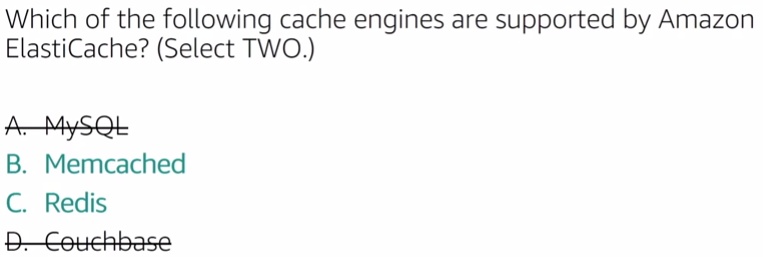 Which of the following cache engines are supported by Amazon
ElastiCache? (Select TWO.)
A. MySQL
B. Memcached
C. Redis
D. Couchbase